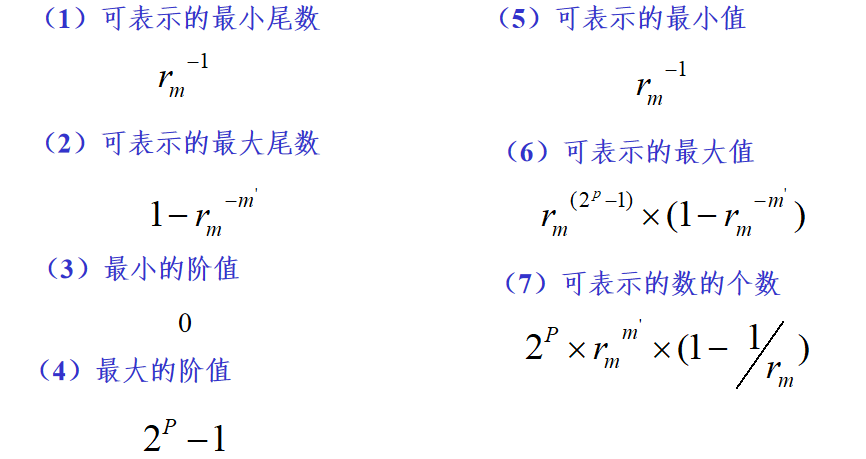 （1）可表示的最小尾数
r_m^{-1}
（2）可表示的最大尾数
1-r_m^{-m'}
（3）最小的阶值
0
（4）最大的阶值
2^P-1
（5）可表示的最小值
r_m^{-1}
（6）可表示的最大值
r_m^{(2^p-1)}×(1-r_m^{-m'})
（7）可表示的数的个数
2^P×r_m^{m'}×(1-1/r_m)